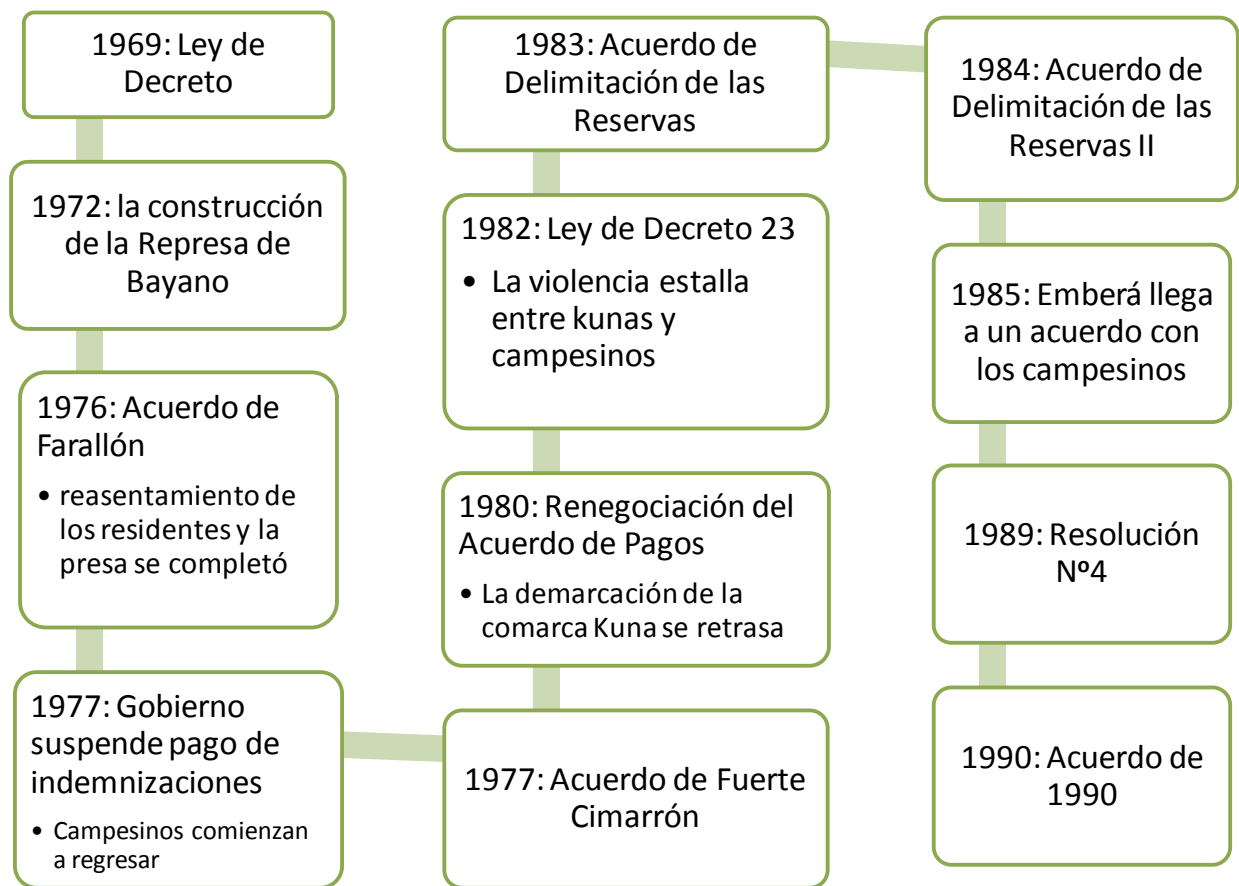 1969: Ley de
Decreto
1972: la construcción
de la Represa de
Bayano
1976: Acuerdo de
Farallón
• reasentamiento de
los residentes y la
presa se completó
1977: Gobierno
suspende pago de
indemnizaciones
• Campesinos comienzan
a regresar
1977: Acuerdo de Fuerte
Cimarrón
1980: Renegociación del
Acuerdo de Pagos
• La demarcación de la
comarca Kuna se retrasa
1982: Ley de Decreto 23
• La violencia estalla
entre kunas y
campesinos
1983: Acuerdo de
Delimitación de las
Reservas
1984: Acuerdo de
Delimitación de las
Reservas II
1985: Emberá llega
a un acuerdo con
los campesinos
1989: Resolución
Nº4
1990: Acuerdo de
1990